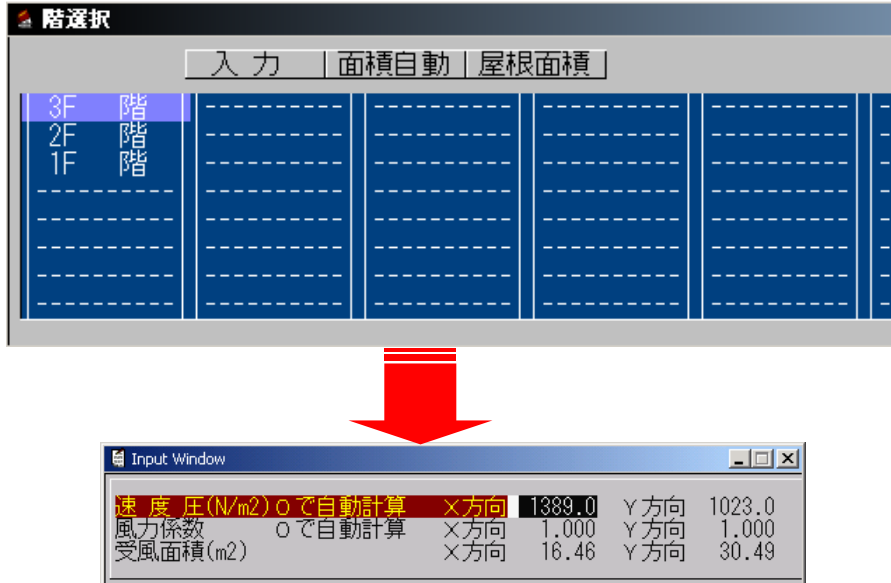 階選択
入 力 面積自動 屋根面積
3F 階
2F 階
1F 階
Input Window
速 度 圧(N/m2)０で自動計算 X方向 1389.0 Y方向 1023.0
風力係数 ０で自動計算 X方向 1.000 Y方向 1.000
受風面積(m2) X方向 16.46 Y方向 30.49